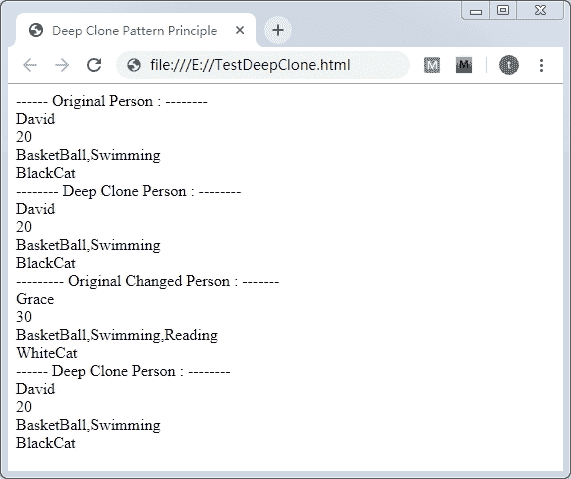 Deep Clone Pattern Principle
file:///E://TestDeepClone.html
M
M
t
------ Original Person : --------
David
20
BasketBall,Swimming
BlackCat
-------- Deep Clone Person : --------
David
20
BasketBall,Swimming
BlackCat
--------- Original Changed Person : -------
Grace
30
BasketBall,Swimming,Reading
WhiteCat
------ Deep Clone Person : --------
David
20
BasketBall,Swimming
BlackCat